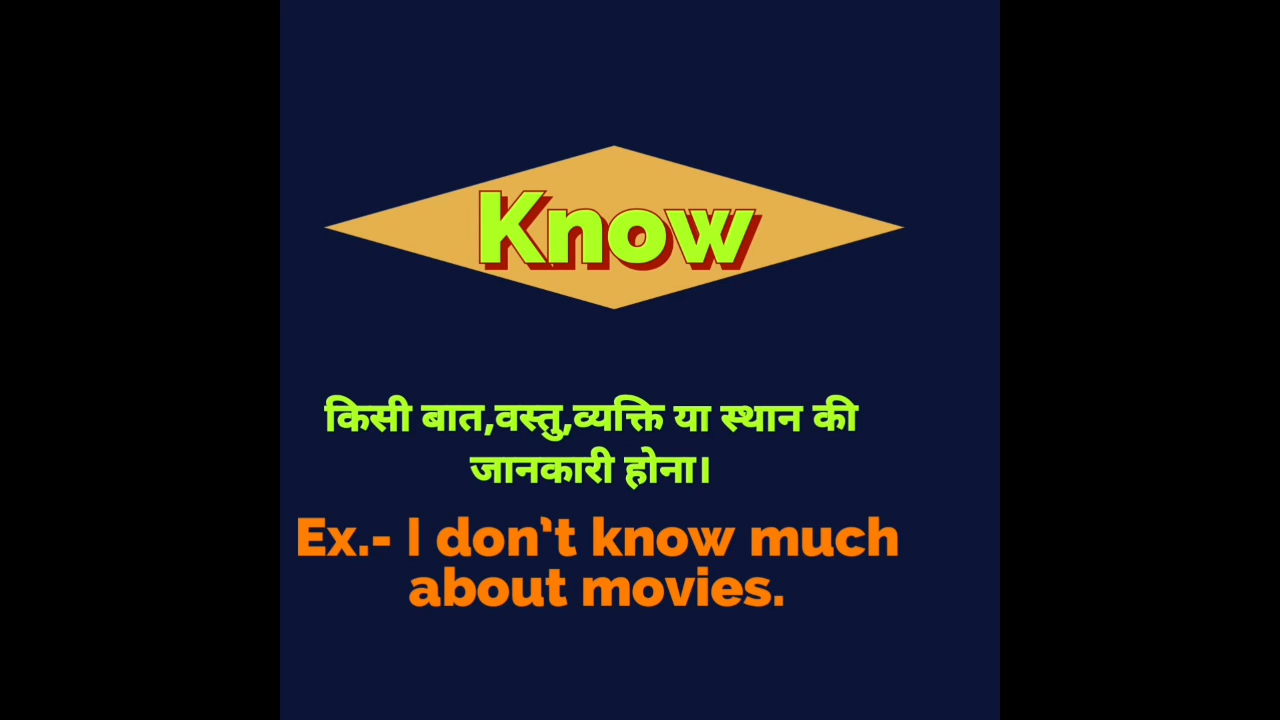 Know
किसी बात,वस्तु,व्यक्ति या स्थान की
जानकारी होना।
Ex.- I don't know much
about movies.